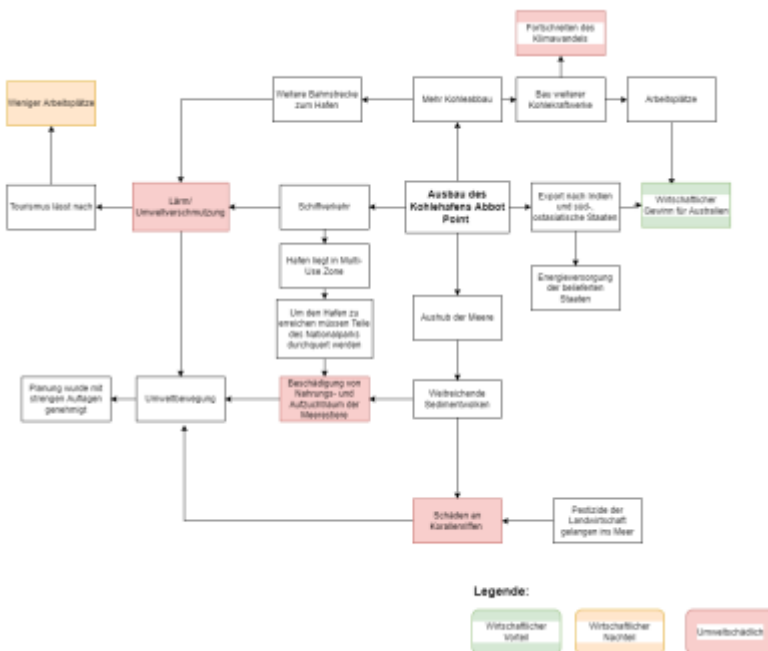 Fortschreiten des
Klimawandels
Weniger Arbeitsplätze
Weitere Bahnstrecke
zum Hafen
Mehr Kohleabbau
Bau weiterer
Kohlekraftwerke
Arbeitsplätze
Tourismus lässt nach
Lärm/
Umweltverschmutzung
Schiffverkehr
Ausbau des
Kohlehafens Abbot
Point
Export nach Indien
und süd-,
ostasiatische Staaten
Wirtschaftlicher
Gewinn für Australien
Hafen liegt in Multi-
Use Zone
Energieversorgung
der belieferten
Staaten
Um den Hafen zu
erreichen müssen Teile
des Nationalparks
durchquert werden
Aushub der Meere
Planung wurde mit
strengen Auflagen
genehmigt
Umweltbewegung
Beschädigung von
Nahrungs- und
Aufzuchtraum der
Meerestiere
Weitreichende
Sedimentwolken
Schäden an
Korallenriffen
Pestizide der
Landwirtschaft
gelangen ins Meer
Legende:
Wirtschaftlicher
Vorteil
Wirtschaftlicher
Nachteil
Umweltschädlich